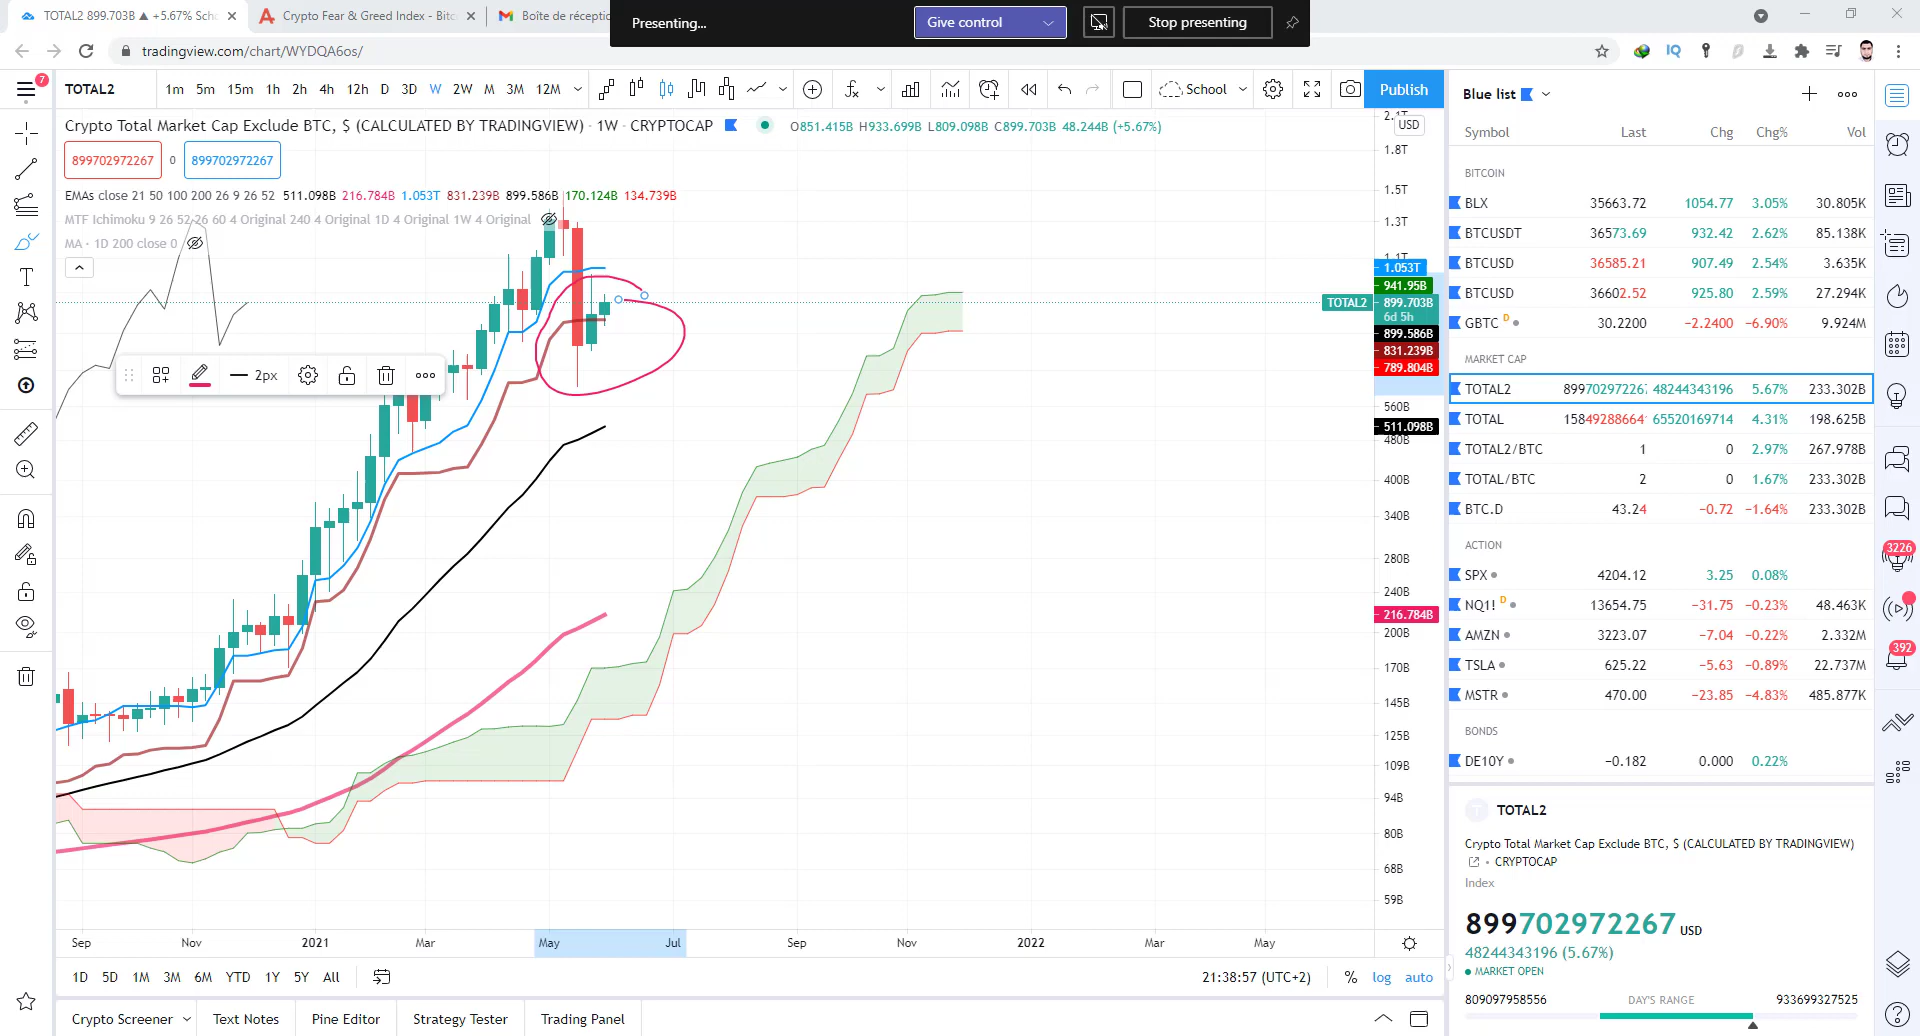 TOTAL2 899.703B ▲ +5.67% Sch
Crypto Fear & Greed Index - Bitc
Boîte de récepti
Presenting...
Give control
Stop presenting
tradingview.com/chart/WYDQA6os/
IQ
7
TOTAL2
1m 5m 15m 1h 2h 4h 12h D 3D W 2W M 3M 12M
School
Publish
Crypto Total Market Cap Exclude BTC, $ (CALCULATED BY TRADINGVIEW) · 1W · CRYPTOCAP
O851.415B H933.699B L809.098B C899.703B 48.244B (+5.67%)
899702972267 0 899702972267
EMAs close 21 50 100 200 26 9 26 52 511.098B 216.784B 1.053T 831.239B 899.586B 170.124B 134.739B
MTF Ichimoku 9 26 52 26 60 4 Original 240 4 Original 1D 4 Original 1W 4 Original
MA · 1D 200 close 0
2px
USD
1.8T
1.5T
1.3T
1.053T
941.95B
TOTAL2 899.703B
6d 5h
899.586B
831.239B
789.804B
560B
511.098B
480B
400B
340B
280B
240B
216.784B
200B
170B
145B
125B
109B
94B
80B
68B
59B
Sep Nov 2021 Mar May Jul Sep Nov 2022 Mar May
1D 5D 1M 3M 6M YTD 1Y 5Y All
21:38:57 (UTC+2) % log auto
Crypto Screener Text Notes Pine Editor Strategy Tester Trading Panel
Blue list
Symbol Last Chg Chg% Vol
BITCOIN
BLX 35663.72 1054.77 3.05% 30.805K
BTCUSDT 36573.69 932.42 2.62% 85.138K
BTCUSD 36585.21 907.49 2.54% 3.635K
BTCUSD 36602.52 925.80 2.59% 27.294K
GBTC D 30.2200 −2.2400 −6.90% 9.924M
MARKET CAP
TOTAL2 899702972267 48244343196 5.67% 233.302B
TOTAL 1584928866 65520169714 4.31% 198.625B
TOTAL2/BTC 1 0 2.97% 267.978B
TOTAL/BTC 2 0 1.67% 233.302B
BTC.D 43.24 −0.72 −1.64% 233.302B
ACTION
SPX 4204.12 3.25 0.08%
NQ1! D 13654.75 −31.75 −0.23% 48.463K
AMZN 3223.07 −7.04 −0.22% 2.332M
TSLA 625.22 −5.63 −0.89% 22.737M
MSTR 470.00 −23.85 −4.83% 485.877K
BONDS
DE10Y −0.182 0.000 0.22%
TOTAL2
Crypto Total Market Cap Exclude BTC, $ (CALCULATED BY TRADINGVIEW)
CRYPTOCAP
Index
899702972267 USD
48244343196 (5.67%)
MARKET OPEN
809097958556 DAY'S RANGE 933699327525
3226
392